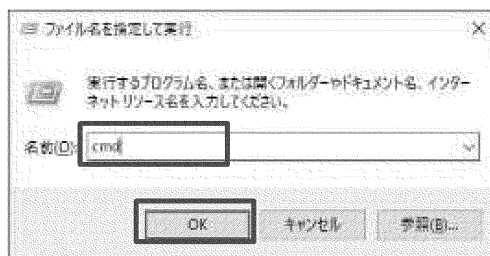 ファイル名を指定して実行
実行するプログラム名、または開くフォルダーやドキュメント名、インター
ネット リソース名を入力してください。
名前(O): cmd
OK キャンセル 参照(B)...